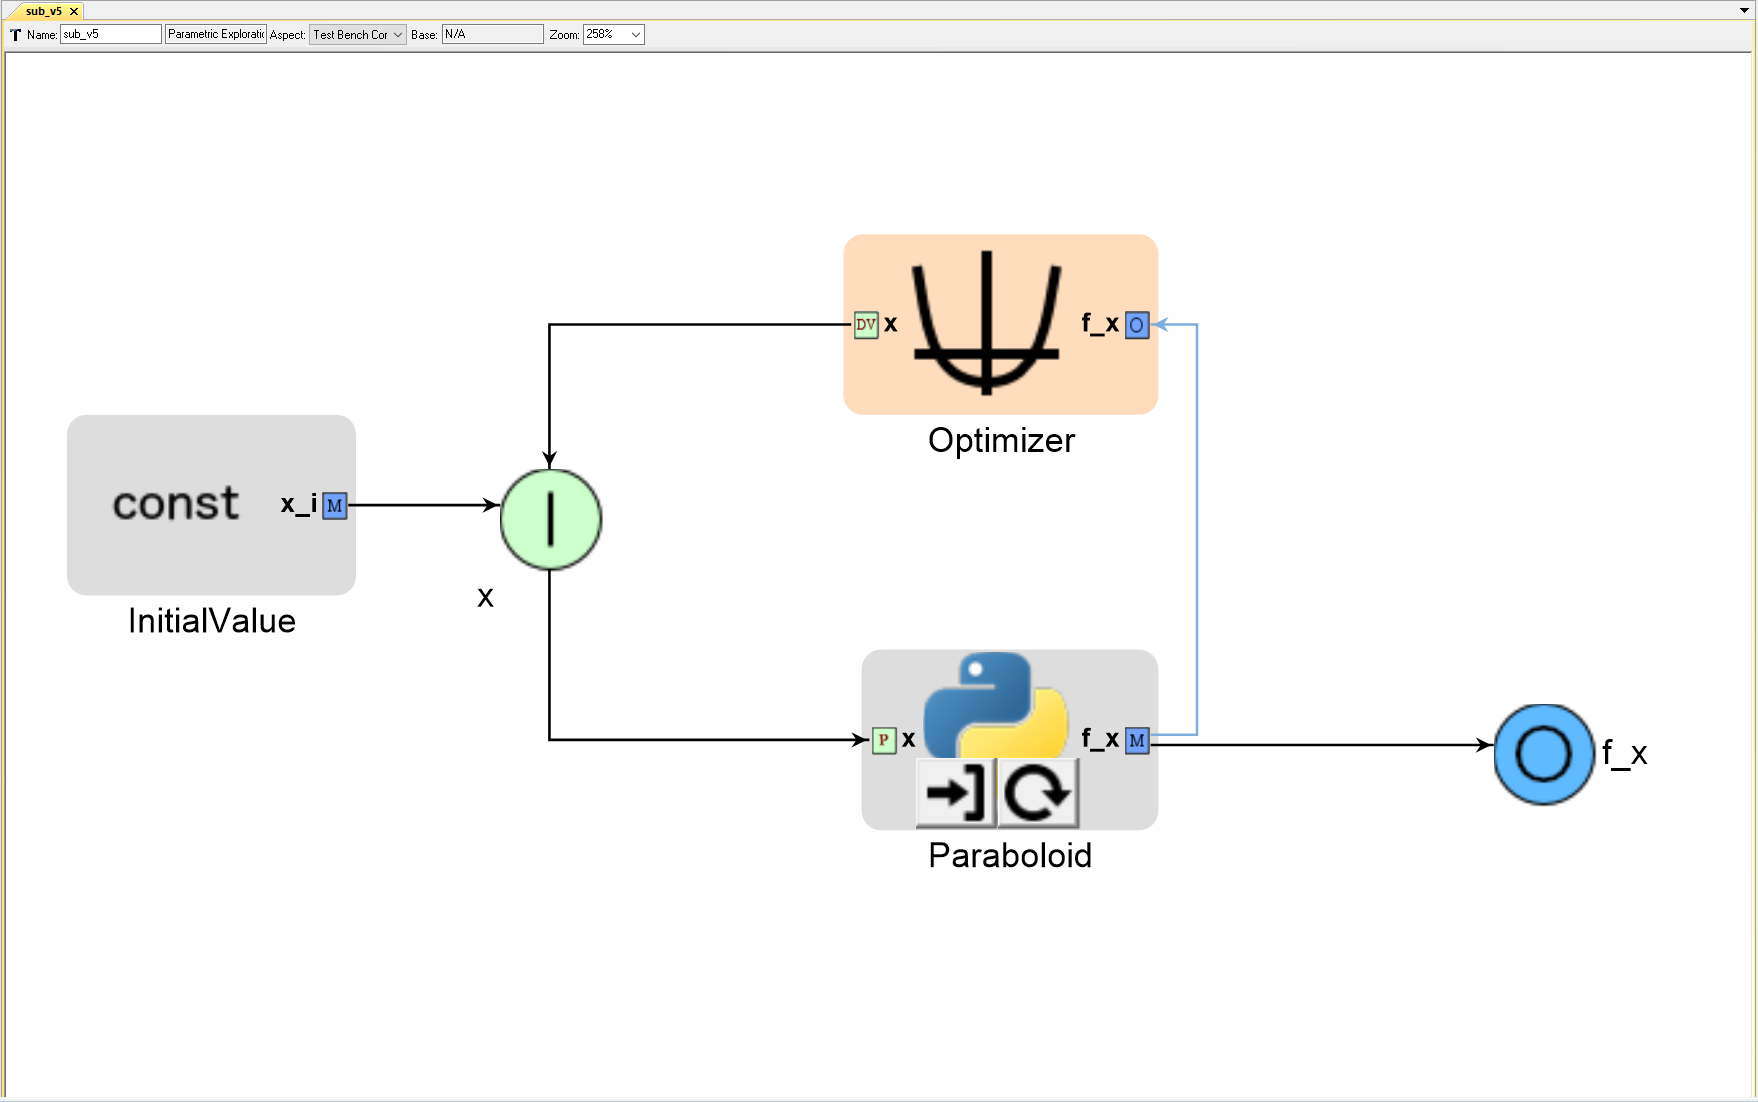 sub_v5
Name: sub_v5 Parametric Exploratic Aspect: Test Bench Cor Base: N/A Zoom: 258%
DV x f_x O
Optimizer
const x_i M
InitialValue
x
P x f_x M
Paraboloid
f_x